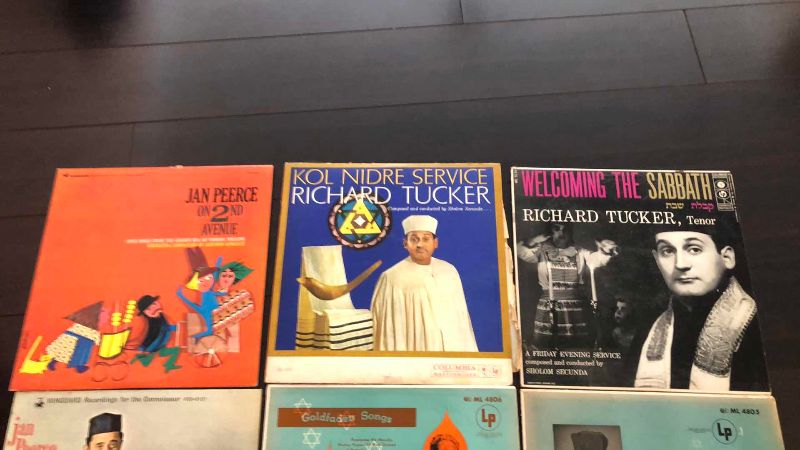 JAN PEERCE
ON 2ND
AVENUE
KOL NIDRE SERVICE
RICHARD TUCKER
Composed and conducted by Sholom Secunda
COLUMBIA
WELCOMING THE SABBATH
קבלת שבת
RICHARD TUCKER, Tenor
A FRIDAY EVENING SERVICE
composed and conducted by
SHOLOM SECUNDA
VANGUARD Recordings for the Connoisseur
jan
Peerce
ML 4806
Goldfaden Songs
LP
ML 4805
LP